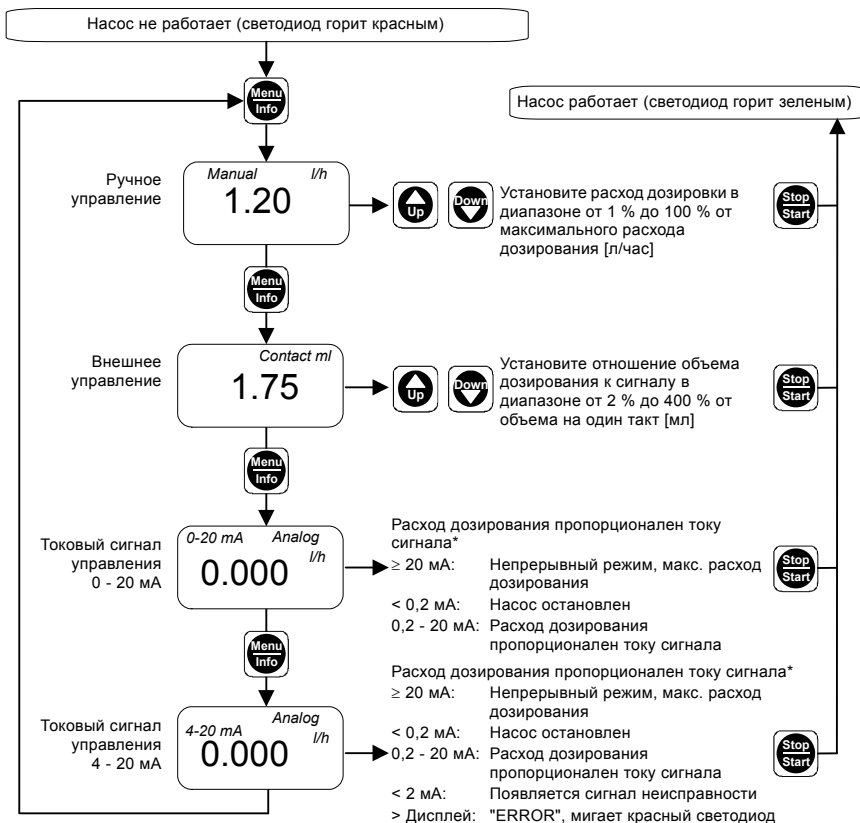 Насос не работает (светодиод горит красным)
Menu
Info
Насос работает (светодиод горит зеленым)
Ручное
управление
Manual l/h
1.20
Up
Down
Установите расход дозировки в
диапазоне от 1 % до 100 % от
максимального расхода
дозирования [л/час]
Stop
Start
Menu
Info
Внешнее
управление
Contact ml
1.75
Up
Down
Установите отношение объема
дозирования к сигналу в
диапазоне от 2 % до 400 % от
объема на один такт [мл]
Stop
Start
Menu
Info
Токовый сигнал
управления
0 - 20 мА
0-20 mA Analog
l/h
0.000
Расход дозирования пропорционален току
сигнала*
≥ 20 мА: Непрерывный режим, макс. расход
дозирования
< 0,2 мА: Насос остановлен
0,2 - 20 мА: Расход дозирования
пропорционален току сигнала
Stop
Start
Menu
Info
Токовый сигнал
управления
4 - 20 мА
Analog
4-20 mA l/h
0.000
Расход дозирования пропорционален току сигнала*
≥ 20 мА: Непрерывный режим, макс. расход
дозирования
< 0,2 мА: Насос остановлен
0,2 - 20 мА: Расход дозирования
пропорционален току сигнала
< 2 мА: Появляется сигнал неисправности
> Дисплей: "ERROR", мигает красный светодиод
Stop
Start